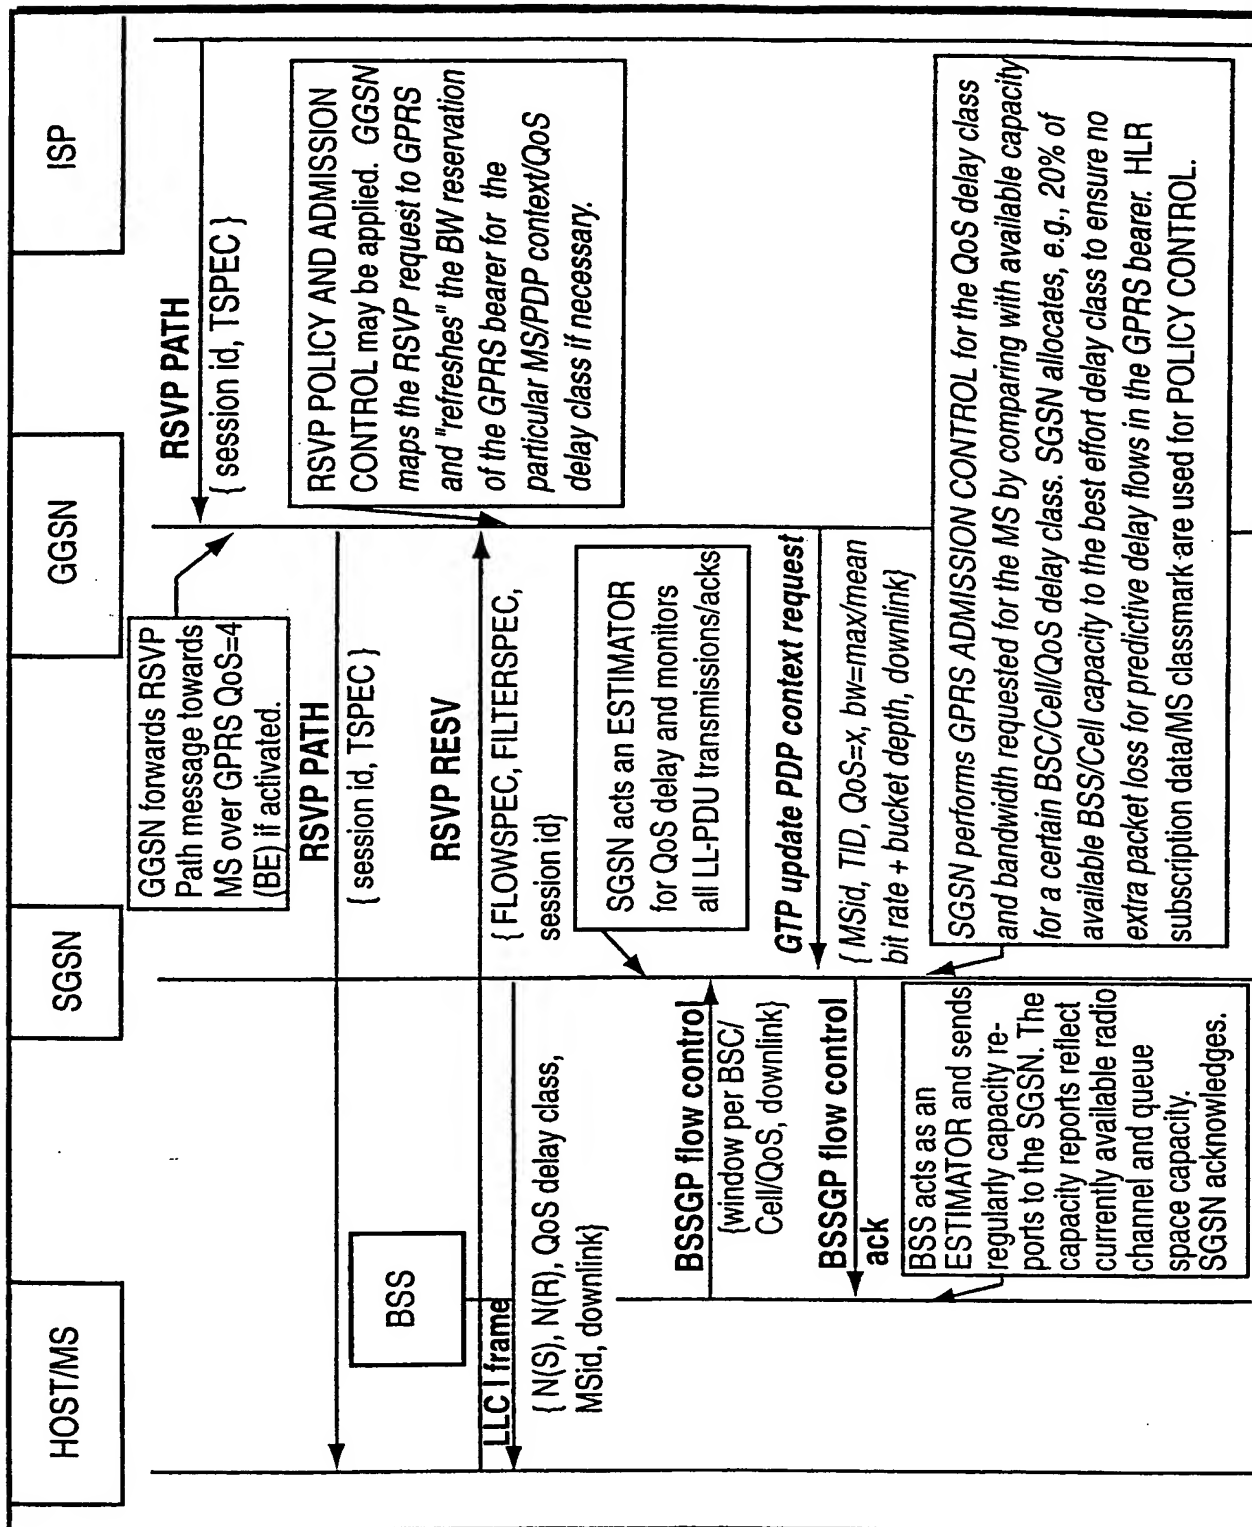 HOST/MS
SGSN
GGSN
ISP
RSVP PATH
{ session id, TSPEC }
GGSN forwards RSVP
Path message towards
MS over GPRS QoS=4
(BE) if activated.
RSVP PATH
{ session id, TSPEC }
RSVP POLICY AND ADMISSION
CONTROL may be applied. GGSN
maps the RSVP request to GPRS
and "refreshes" the BW reservation
of the GPRS bearer for the
particular MS/PDP context/QoS
delay class if necessary.
BSS
RSVP RESV
{ FLOWSPEC, FILTERSPEC,
session id}
LLC I frame
{ N(S), N(R), QoS delay class,
MSid, downlink}
SGSN acts an ESTIMATOR
for QoS delay and monitors
all LL-PDU transmissions/acks
BSSGP flow control
{window per BSC/
Cell/QoS, downlink}
GTP update PDP context request
{ MSid, TID, QoS=x, bw=max/mean
bit rate + bucket depth, downlink}
BSSGP flow control
ack
BSS acts as an
ESTIMATOR and sends
regularly capacity re-
ports to the SGSN. The
capacity reports reflect
currently available radio
channel and queue
space capacity.
SGSN acknowledges.
SGSN performs GPRS ADMISSION CONTROL for the QoS delay class
and bandwidth requested for the MS by comparing with available capacity
for a certain BSC/Cell/QoS delay class. SGSN allocates, e.g., 20% of
available BSS/Cell capacity to the best effort delay class to ensure no
extra packet loss for predictive delay flows in the GPRS bearer. HLR
subscription data/MS classmark are used for POLICY CONTROL.